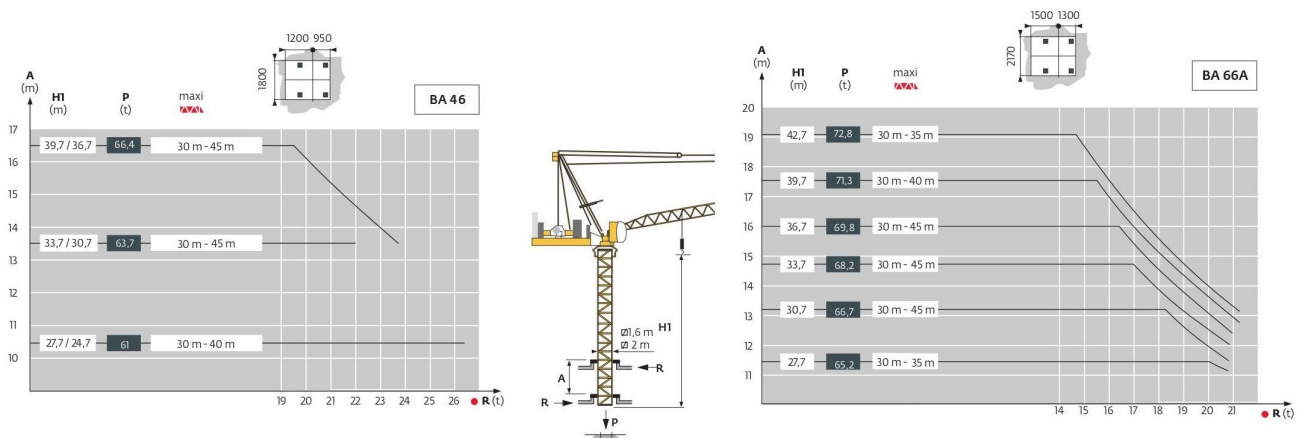 1200 950
1800
A
(m)
H1
(m)
P
(t)
maxi
BA 46
17
16
15
14
13
12
11
10
39,7 / 36,7 66,4 30 m - 45 m
33,7 / 30,7 63,7 30 m - 45 m
27,7 / 24,7 61 30 m - 40 m
19 20 21 22 23 24 25 26 R (t)
H1
1,6 m
2 m
A
R
R
P
1500 1300
2170
A
(m)
H1
(m)
P
(t)
maxi
BA 66A
20
19
18
17
16
15
14
13
12
11
42,7 72,8 30 m - 35 m
39,7 71,3 30 m - 40 m
36,7 69,8 30 m - 45 m
33,7 68,2 30 m - 45 m
30,7 66,7 30 m - 45 m
27,7 65,2 30 m - 35 m
14 15 16 17 18 19 20 21 R (t)